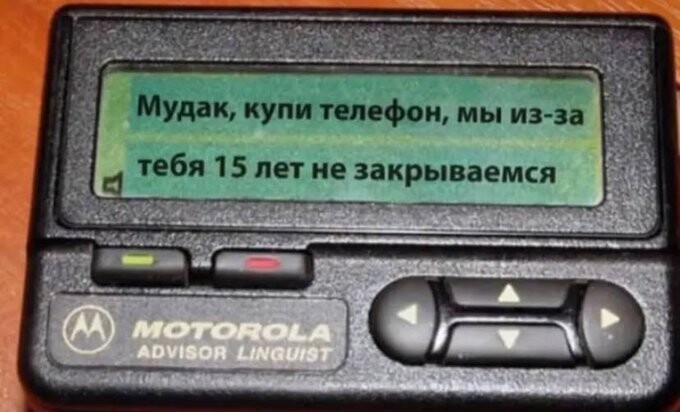 Мудак, купи телефон, мы из-за
тебя 15 лет не закрываемся
MOTOROLA
ADVISOR LINGUIST